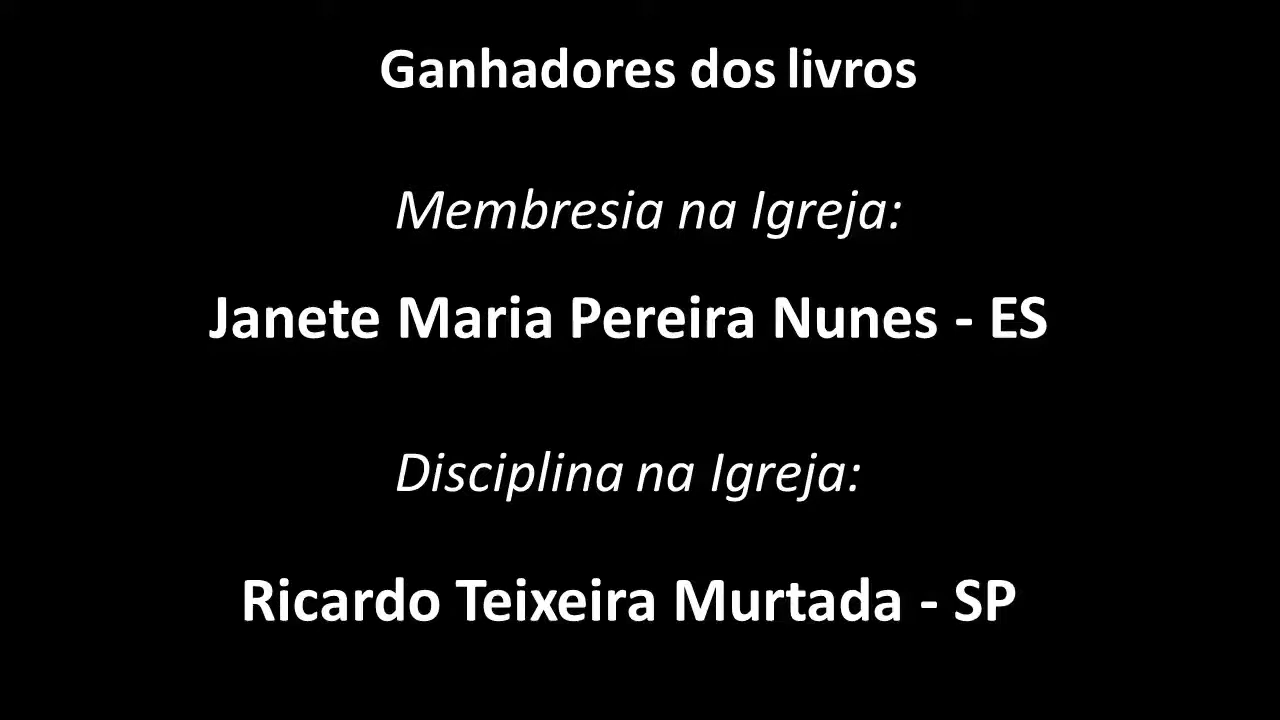 Ganhadores dos livros
Membresia na Igreja:
Janete Maria Pereira Nunes - ES
Disciplina na Igreja:
Ricardo Teixeira Murtada - SP